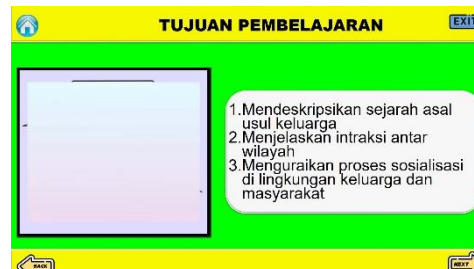 TUJUAN PEMBELAJARAN
EXIT
1.Mendeskripsikan sejarah asal
usul keluarga
2.Menjelaskan intraksi antar
wilayah
3.Menguraikan proses sosialisasi
di lingkungan keluarga dan
masyarakat
BACK
NEXT